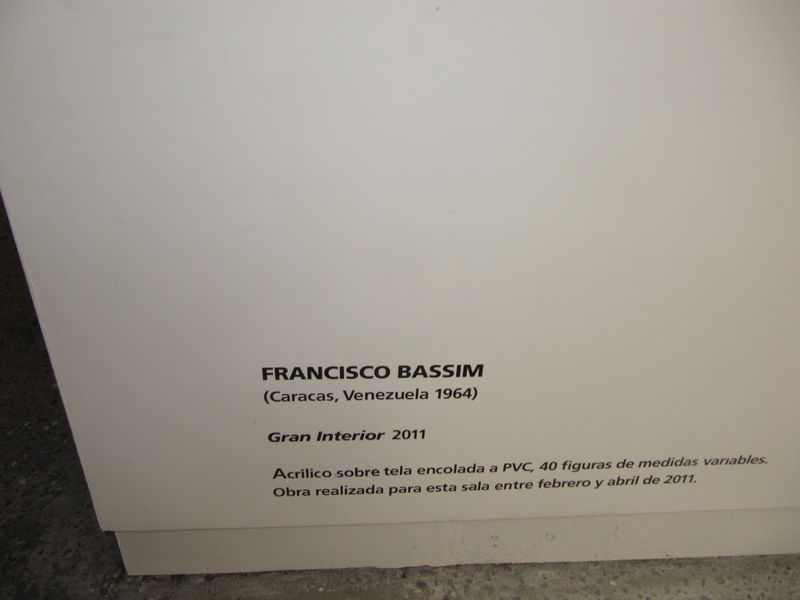 FRANCISCO BASSIM
(Caracas, Venezuela 1964)
Gran Interior 2011
Acrílico sobre tela encolada a PVC, 40 figuras de medidas variables.
Obra realizada para esta sala entre febrero y abril de 2011.